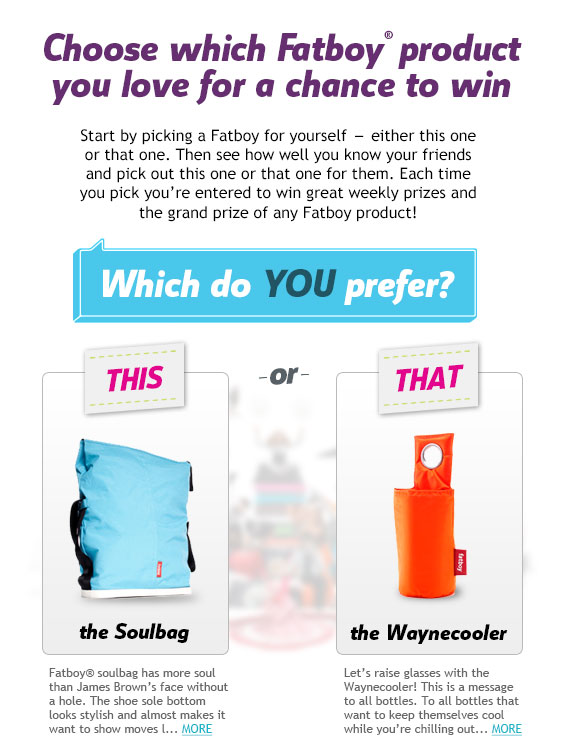 Choose which Fatboy® product
you love for a chance to win
Start by picking a Fatboy for yourself – either this one
or that one. Then see how well you know your friends
and pick out this one or that one for them. Each time
you pick you're entered to win great weekly prizes and
the grand prize of any Fatboy product!
Which do YOU prefer?
THIS
-or-
THAT
fatboy
the Soulbag
the Waynecooler
Fatboy® soulbag has more soul
than James Brown's face without
a hole. The shoe sole bottom
looks stylish and almost makes it
want to show moves l... MORE
Let's raise glasses with the
Waynecooler! This is a message
to all bottles. To all bottles that
want to keep themselves cool
while you're chilling out... MORE